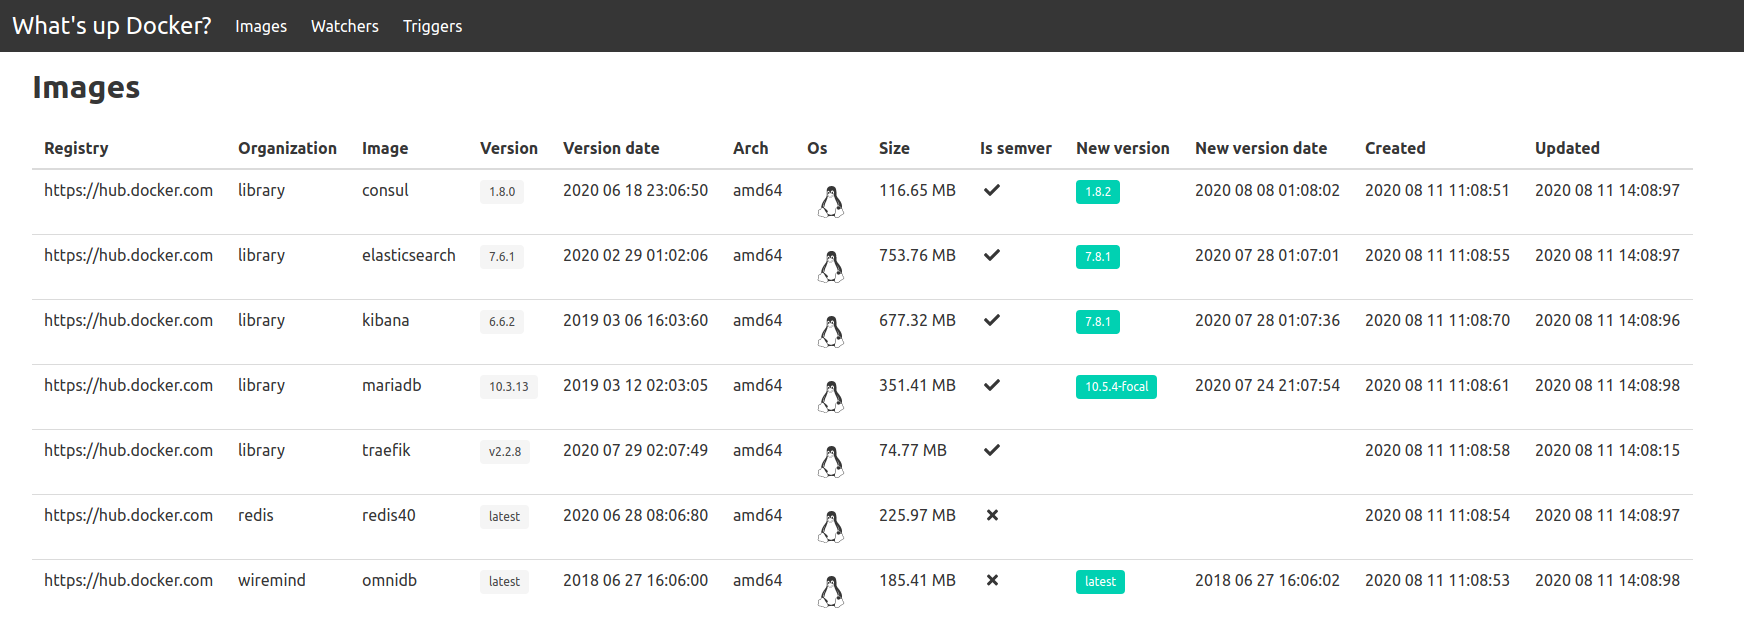 What's up Docker? Images Watchers Triggers
Images
Registry Organization Image Version Version date Arch Os Size Is semver New version New version date Created Updated
https://hub.docker.com library consul 1.8.0 2020 06 18 23:06:50 amd64 116.65 MB 1.8.2 2020 08 08 01:08:02 2020 08 11 11:08:51 2020 08 11 14:08:97
https://hub.docker.com library elasticsearch 7.6.1 2020 02 29 01:02:06 amd64 753.76 MB 7.8.1 2020 07 28 01:07:01 2020 08 11 11:08:55 2020 08 11 14:08:97
https://hub.docker.com library kibana 6.6.2 2019 03 06 16:03:60 amd64 677.32 MB 7.8.1 2020 07 28 01:07:36 2020 08 11 11:08:70 2020 08 11 14:08:96
https://hub.docker.com library mariadb 10.3.13 2019 03 12 02:03:05 amd64 351.41 MB 10.5.4-focal 2020 07 24 21:07:54 2020 08 11 11:08:61 2020 08 11 14:08:98
https://hub.docker.com library traefik v2.2.8 2020 07 29 02:07:49 amd64 74.77 MB 2020 08 11 11:08:58 2020 08 11 14:08:15
https://hub.docker.com redis redis40 latest 2020 06 28 08:06:80 amd64 225.97 MB 2020 08 11 11:08:54 2020 08 11 14:08:97
https://hub.docker.com wiremind omnidb latest 2018 06 27 16:06:00 amd64 185.41 MB latest 2018 06 27 16:06:02 2020 08 11 11:08:53 2020 08 11 14:08:98